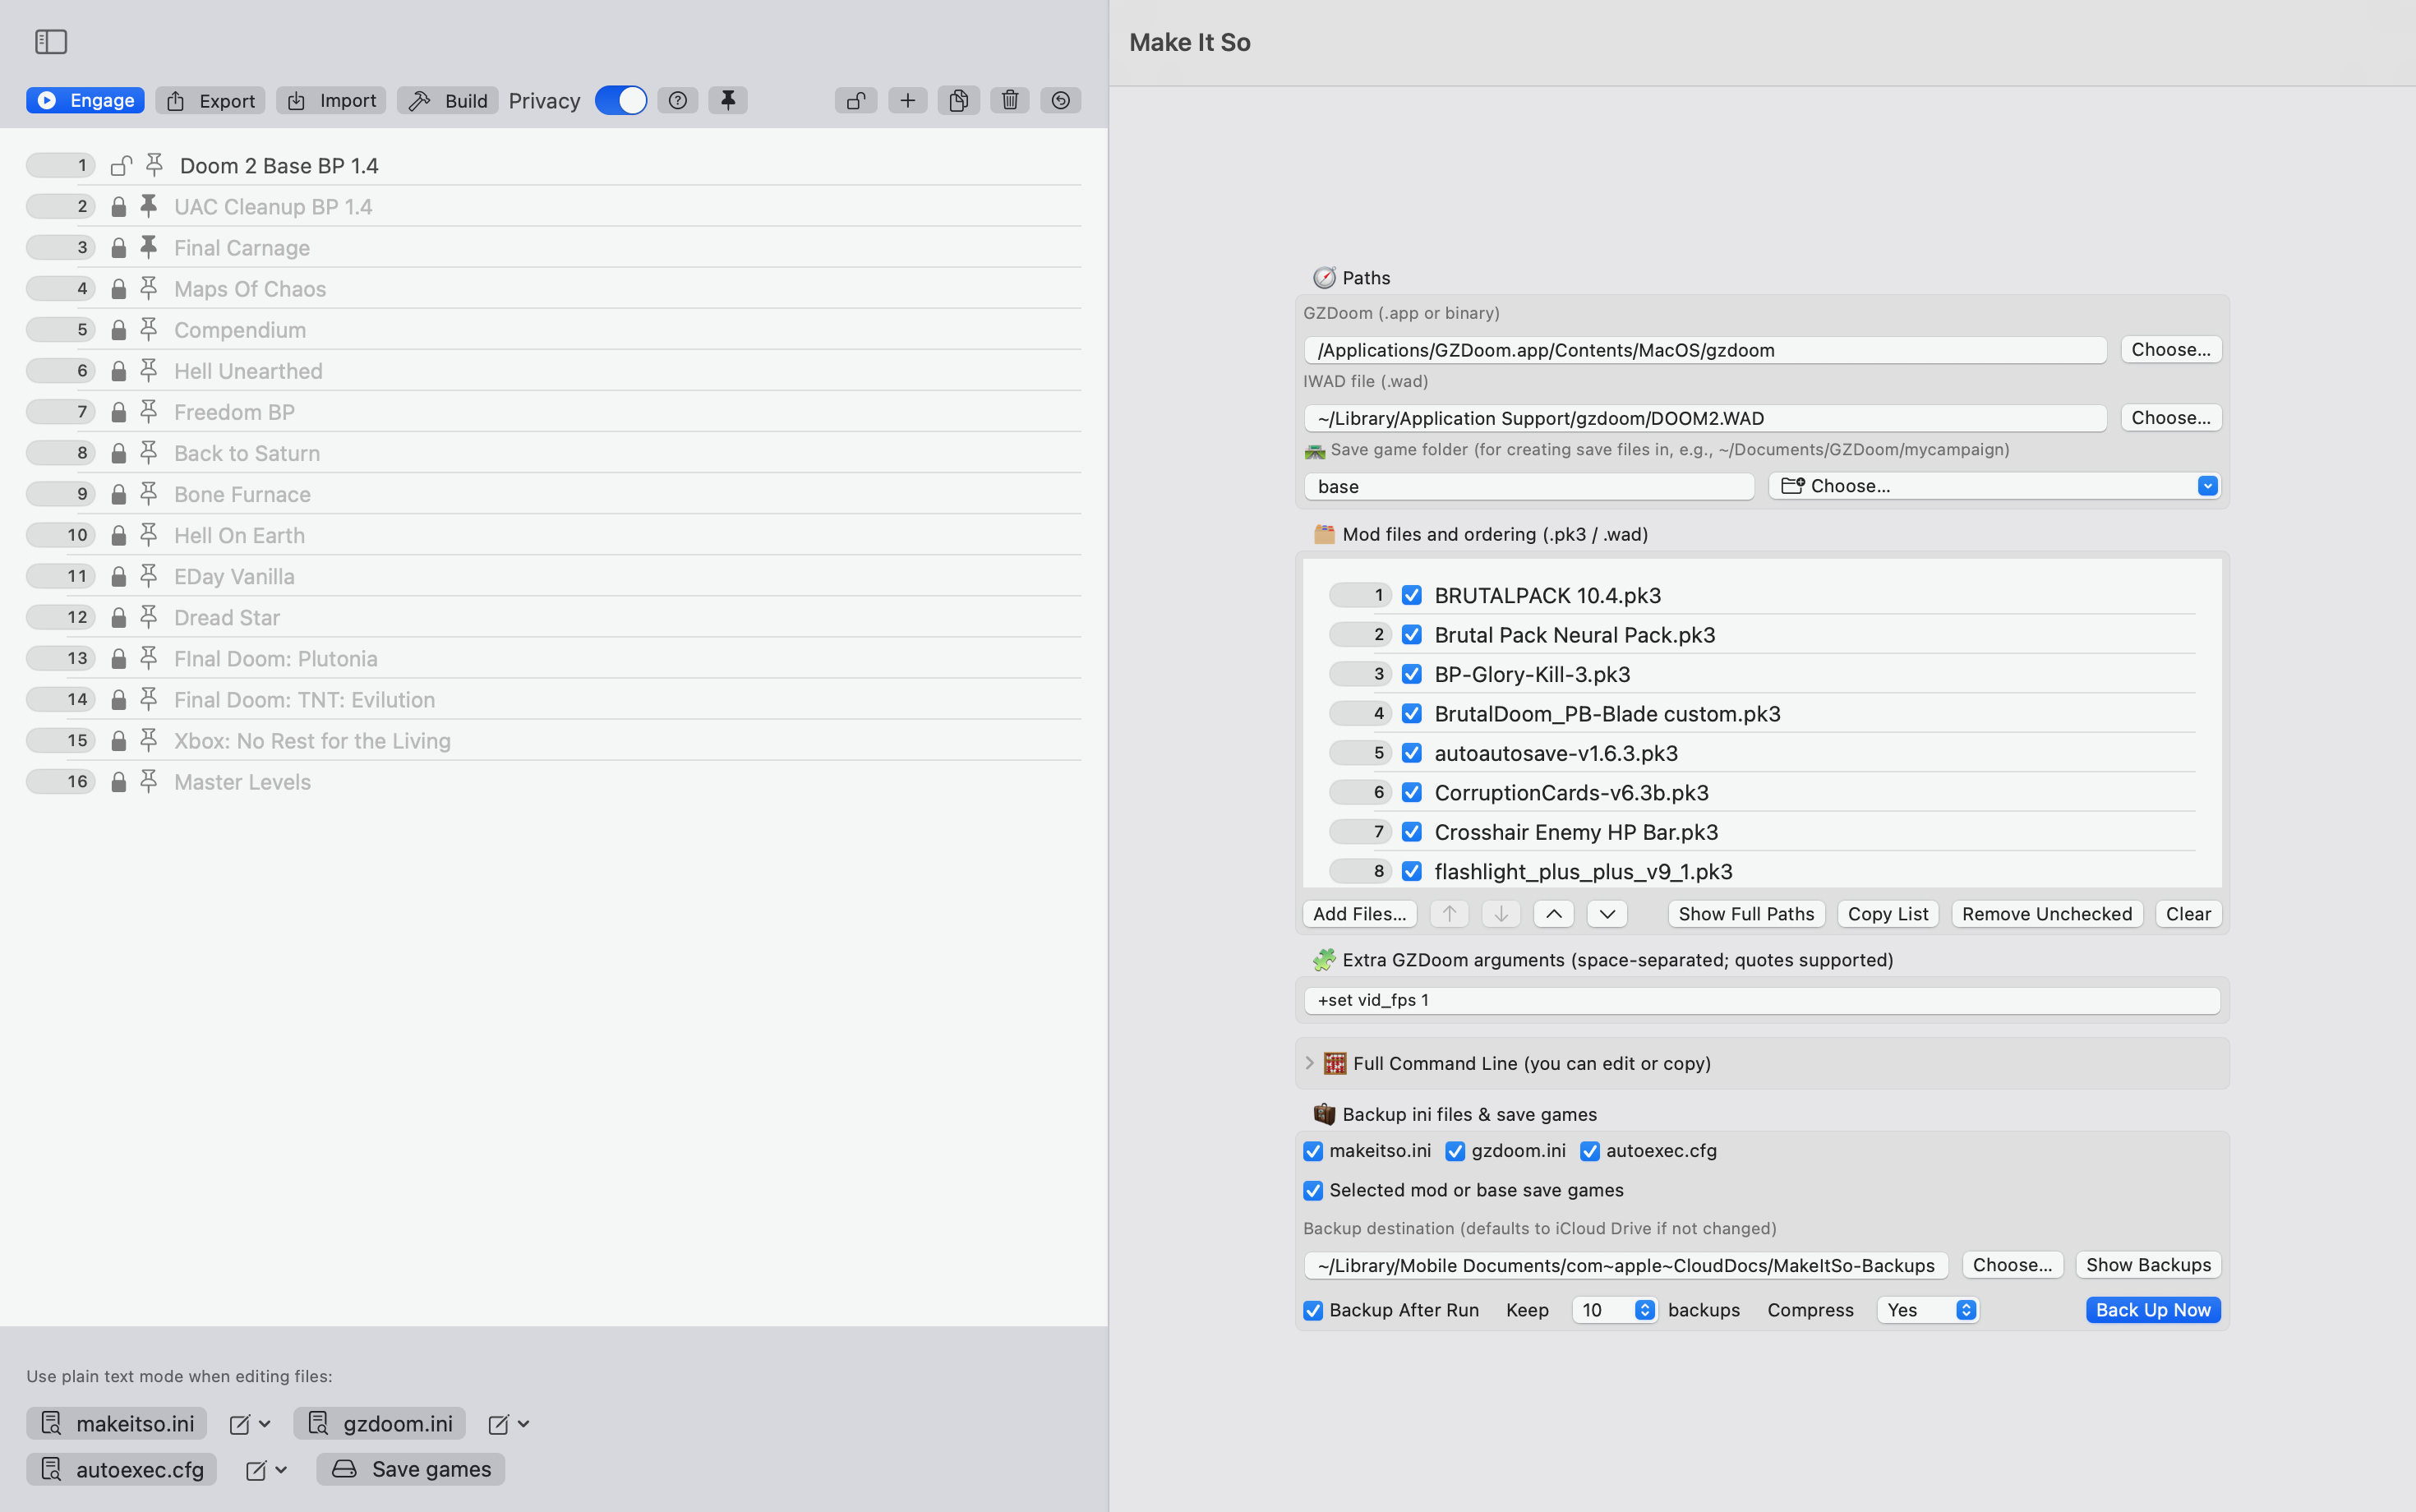 Make It So
Engage
Export
Import
Build
Privacy
1 Doom 2 Base BP 1.4
2 UAC Cleanup BP 1.4
3 Final Carnage
4 Maps Of Chaos
5 Compendium
6 Hell Unearthed
7 Freedom BP
8 Back to Saturn
9 Bone Furnace
10 Hell On Earth
11 EDay Vanilla
12 Dread Star
13 FInal Doom: Plutonia
14 Final Doom: TNT: Evilution
15 Xbox: No Rest for the Living
16 Master Levels
Use plain text mode when editing files:
makeitso.ini
gzdoom.ini
autoexec.cfg
Save games
Paths
GZDoom (.app or binary)
/Applications/GZDoom.app/Contents/MacOS/gzdoom Choose...
IWAD file (.wad)
~/Library/Application Support/gzdoom/DOOM2.WAD Choose...
Save game folder (for creating save files in, e.g., ~/Documents/GZDoom/mycampaign)
base Choose...
Mod files and ordering (.pk3 / .wad)
1 BRUTALPACK 10.4.pk3
2 Brutal Pack Neural Pack.pk3
3 BP-Glory-Kill-3.pk3
4 BrutalDoom_PB-Blade custom.pk3
5 autoautosave-v1.6.3.pk3
6 CorruptionCards-v6.3b.pk3
7 Crosshair Enemy HP Bar.pk3
8 flashlight_plus_plus_v9_1.pk3
Add Files... Show Full Paths Copy List Remove Unchecked Clear
Extra GZDoom arguments (space-separated; quotes supported)
+set vid_fps 1
Full Command Line (you can edit or copy)
Backup ini files & save games
makeitso.ini gzdoom.ini autoexec.cfg
Selected mod or base save games
Backup destination (defaults to iCloud Drive if not changed)
~/Library/Mobile Documents/com~apple~CloudDocs/MakeItSo-Backups Choose... Show Backups
Backup After Run Keep 10 backups Compress Yes Back Up Now